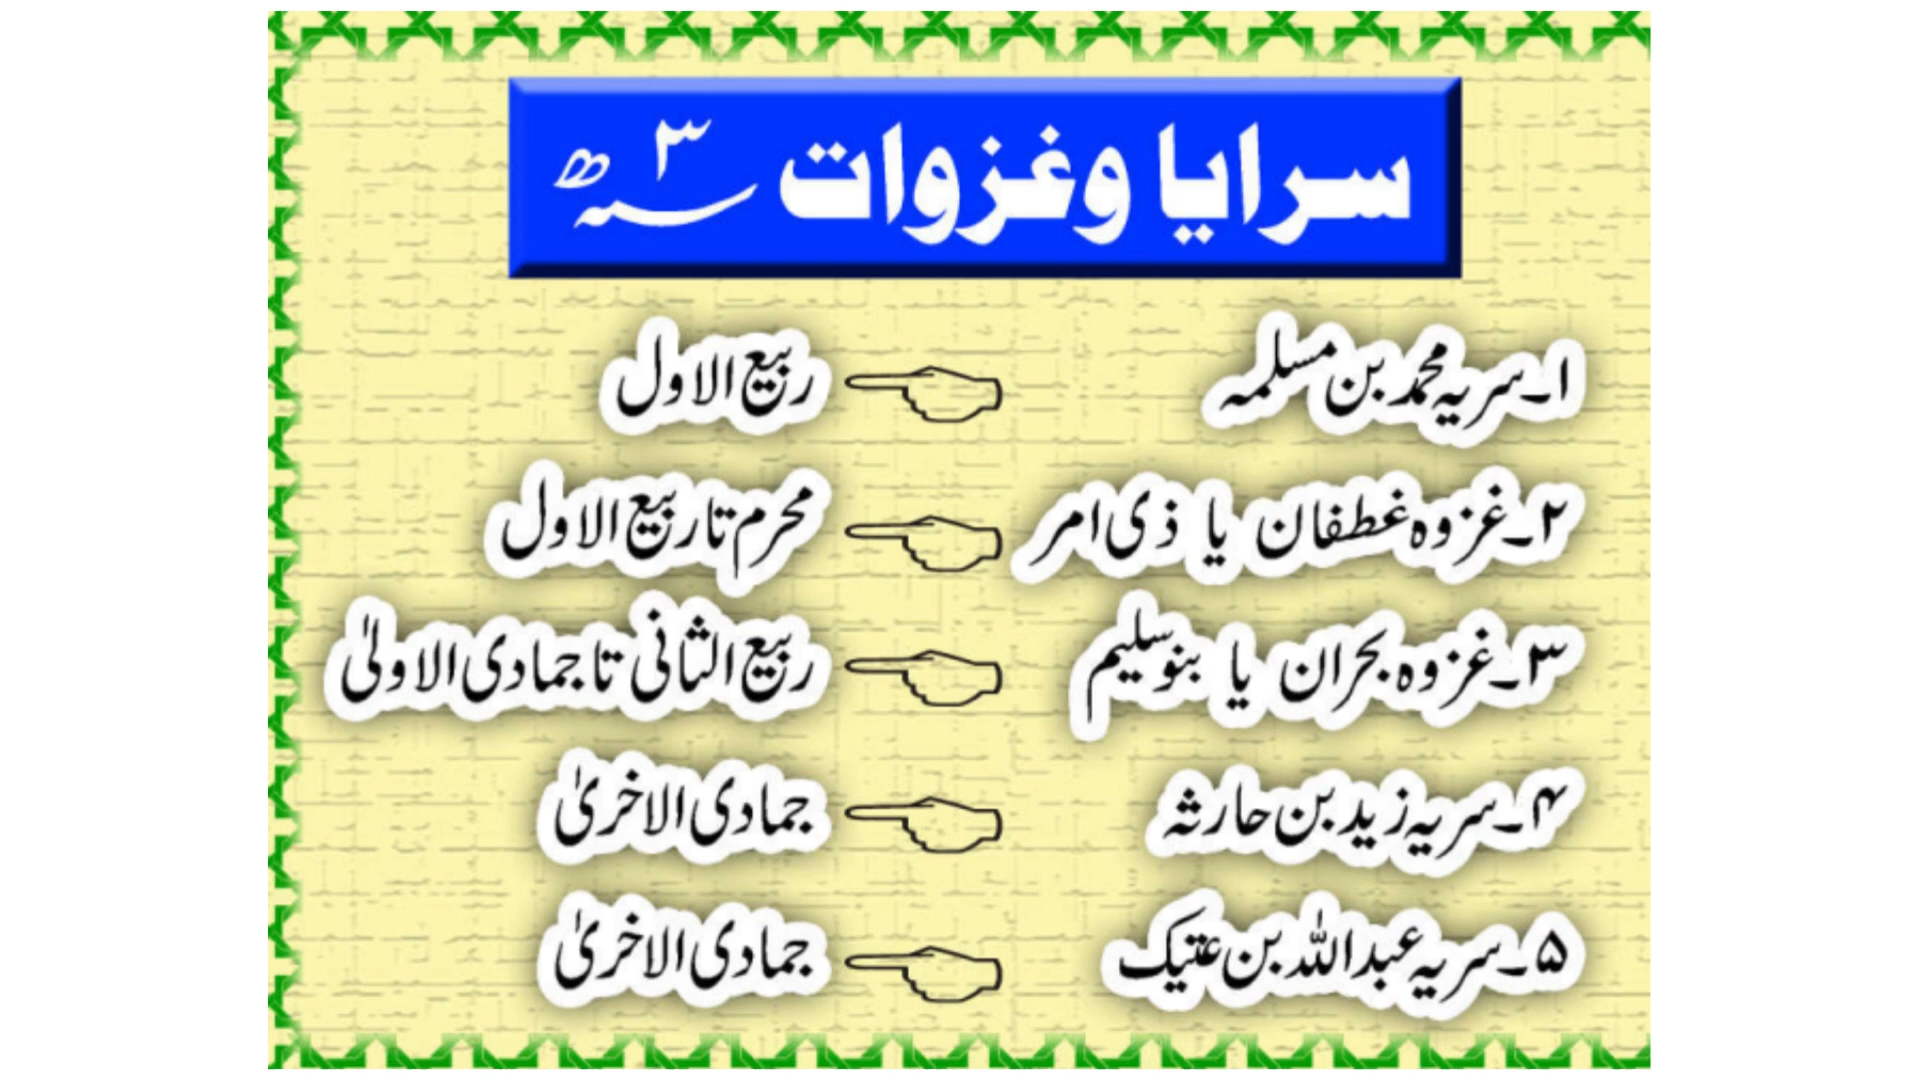 سرایا وغزوات ۳ سنہ ھ
۱۔سریہ محمد بن مسلمہ ربیع الاول
۲۔غزوہ غطفان یا ذی امر محرم تا ربیع الاول
۳۔غزوہ بحران یا بنو سلیم ربیع الثانی تا جمادی الاولیٰ
۴۔سریہ زید بن حارثہ جمادی الاخریٰ
۵۔سریہ عبداللہ بن عتیک جمادی الاخریٰ